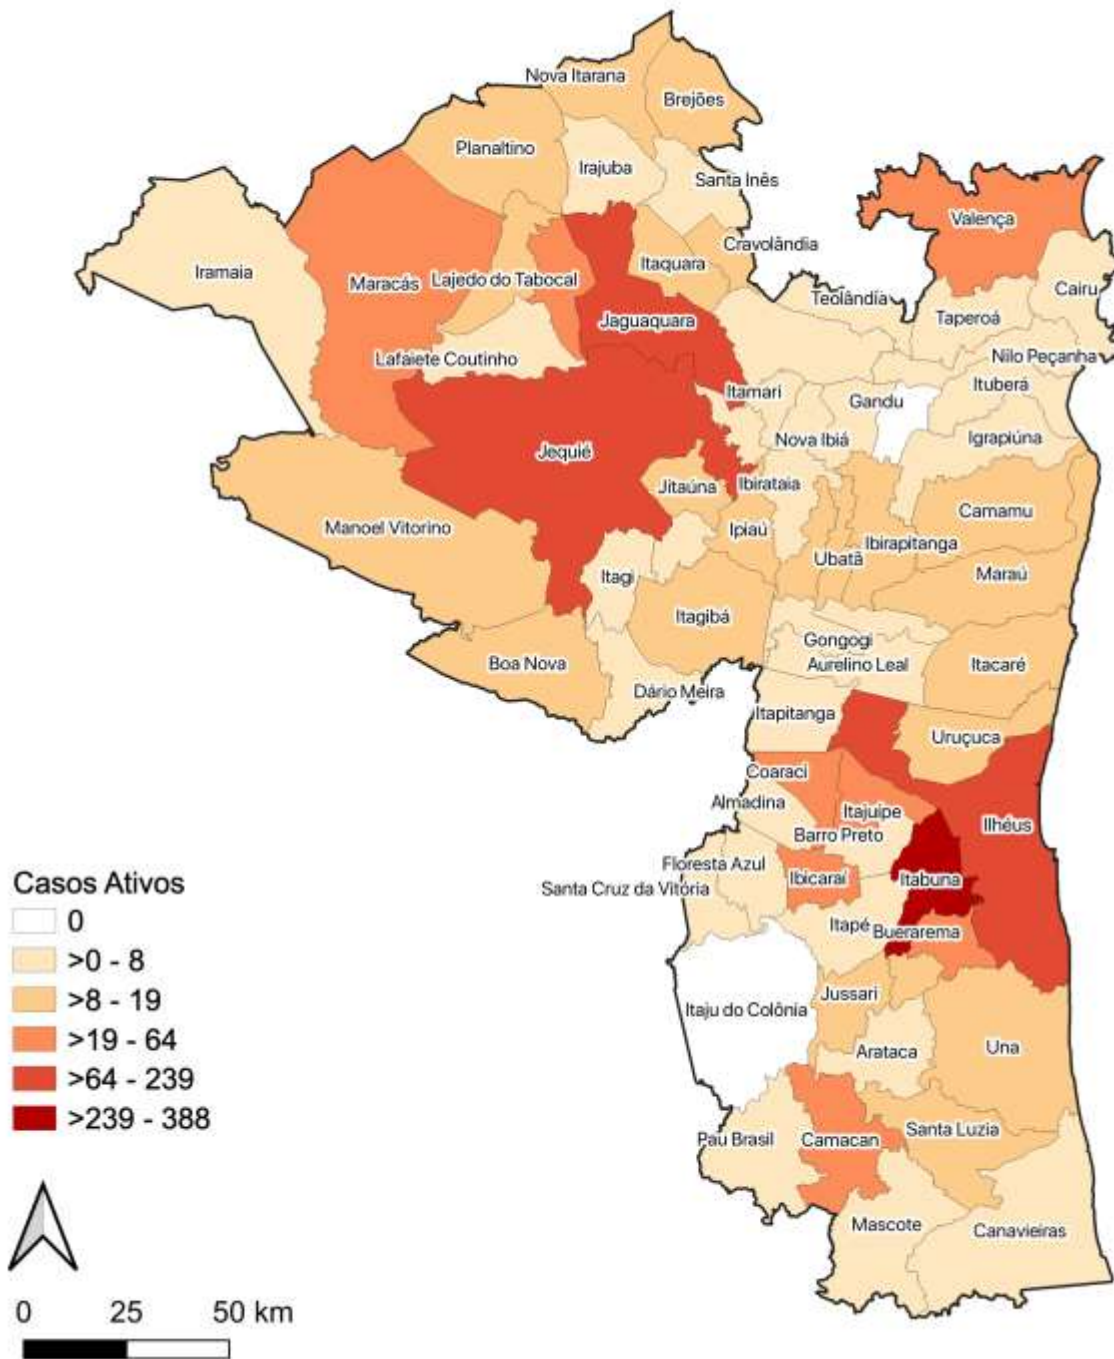 Nova Itarana
Brejões
Planaltino
Irajuba
Santa Inês
Valença
Cravolândia
Itaquara
Iramaia
Maracás
Lajedo do Tabocal
Teolândia
Cairu
Taperoá
Jaguaquara
Lafaiete Coutinho
Nilo Peçanha
Ituberá
Itamari
Gandu
Nova Ibiá
Igrapiúna
Jequié
Jitaúna
Ibirataia
Camamu
Manoel Vitorino
Ipiaú
Ibirapitanga
Ubatã
Maraú
Itagi
Itagibá
Gongogi
Aurelino Leal
Itacaré
Boa Nova
Dário Meira
Itapitanga
Uruçuca
Coaraci
Almadina
Itajuípe
Ilhéus
Barro Preto
Floresta Azul
Ibicaraí
Itabuna
Santa Cruz da Vitória
Itapé
Buerarema
Jussari
Itaju do Colônia
Arataca
Una
Pau Brasil
Camacan
Santa Luzia
Mascote
Canavieiras
Casos Ativos
0
>0 - 8
>8 - 19
>19 - 64
>64 - 239
>239 - 388
0 25 50 km